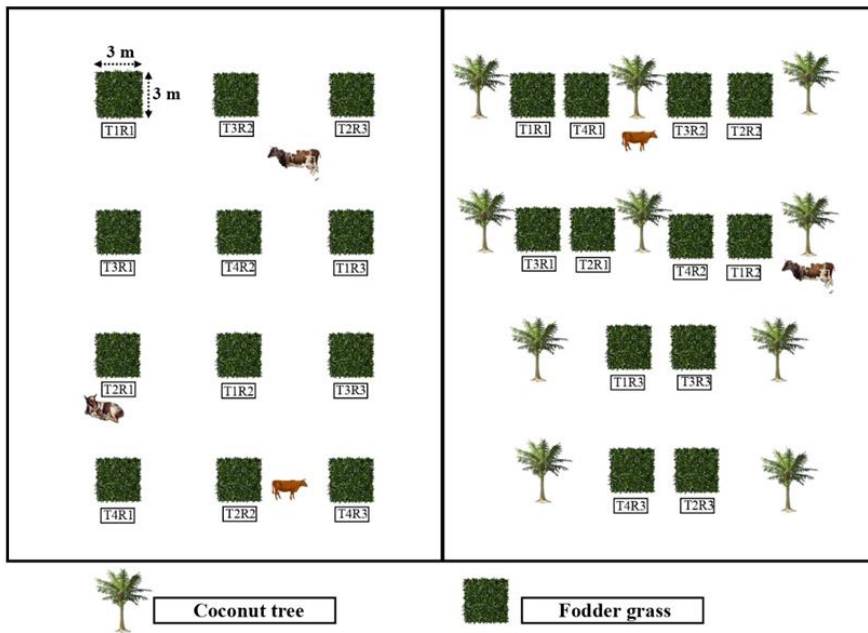 3 m
3 m
T1R1
T3R2
T2R3
T3R1
T4R2
T1R3
T2R1
T1R2
T3R3
T4R1
T2R2
T4R3
T1R1
T4R1
T3R2
T2R2
T3R1
T2R1
T4R2
T1R2
T1R3
T3R3
T4R3
T2R3
Coconut tree
Fodder grass